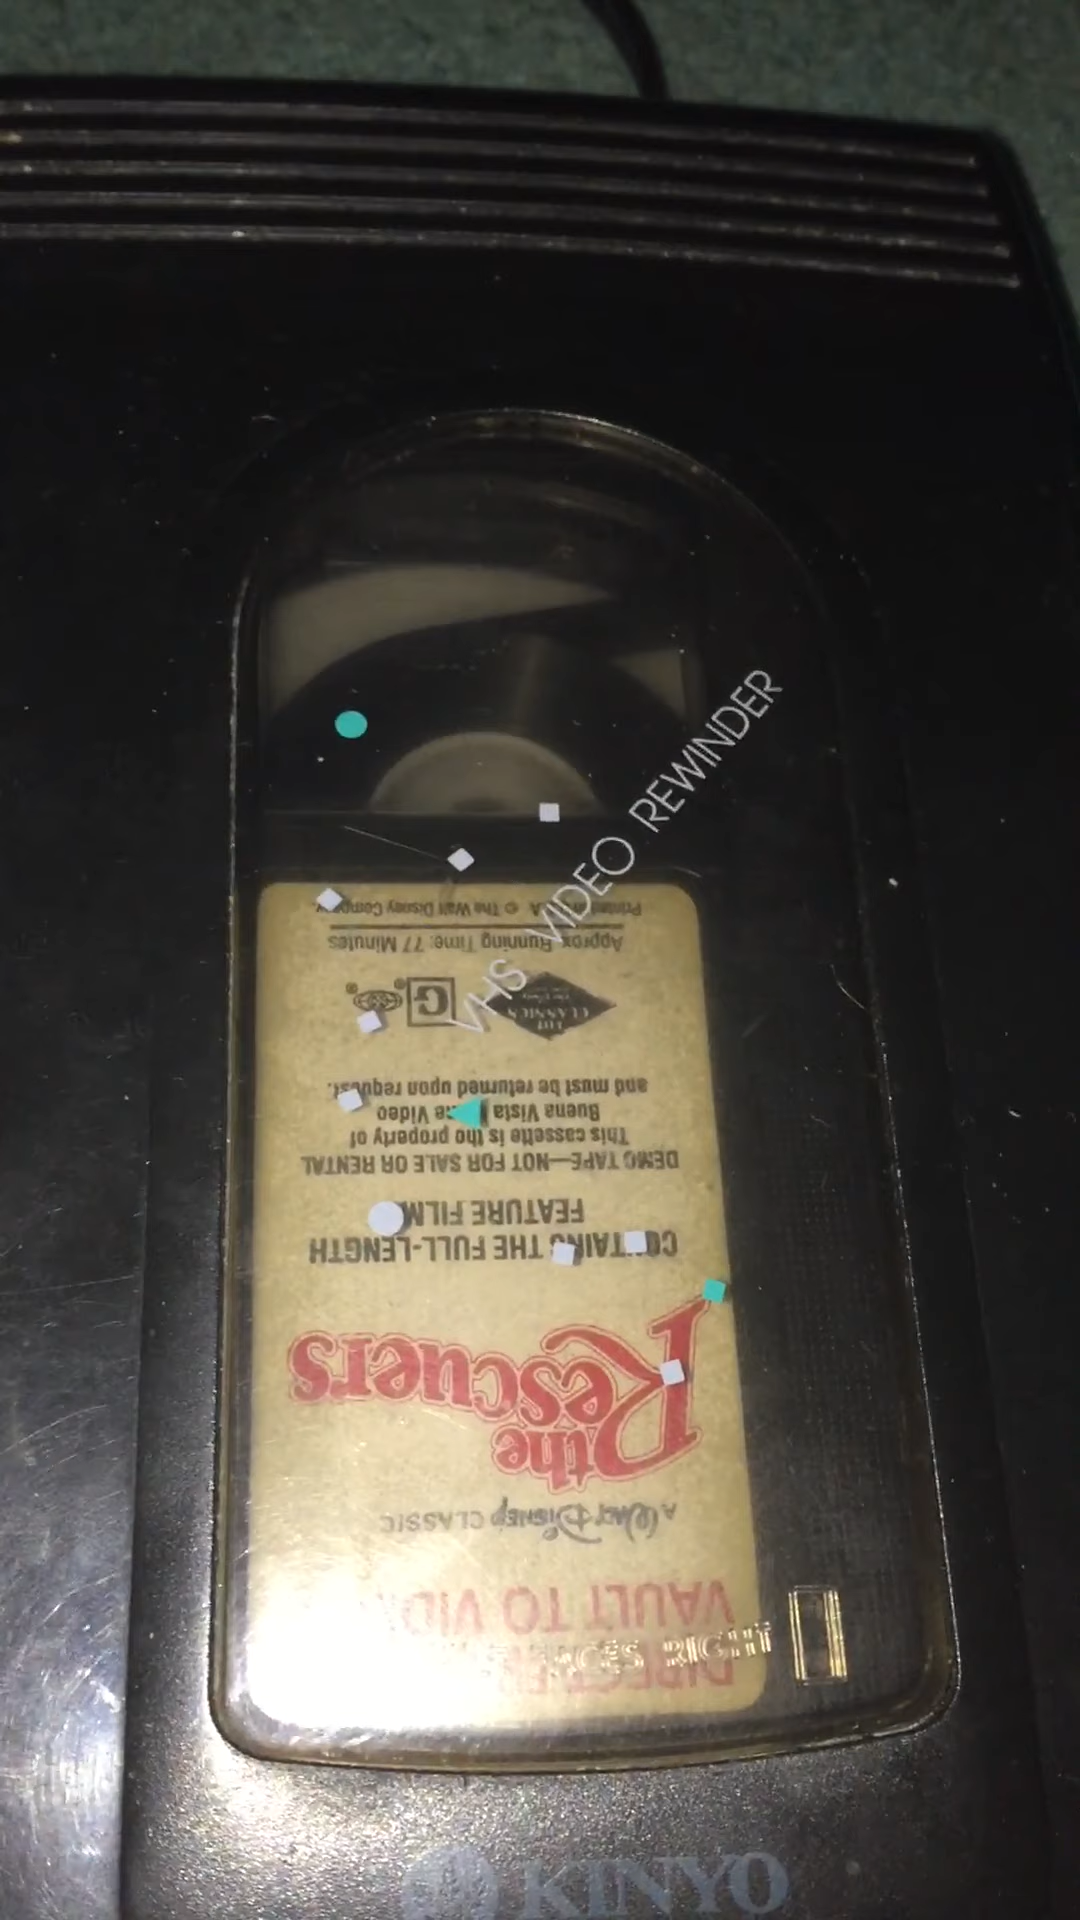 VHS VIDEO REWINDER
VAULT TO
A WALT DISNEY CLASSIC
the
Rescuers
CONTAINS THE FULL-LENGTH
FEATURE FILM
DEMO TAPE—NOT FOR SALE OR RENTAL
This cassette is the property of
Buena Vista Home Video
and must be returned upon request.
CLASSICS
G
Approx. Running Time: 77 Minutes
Printed in U.S.A. © The Walt Disney Company
RIGHT
KINYO